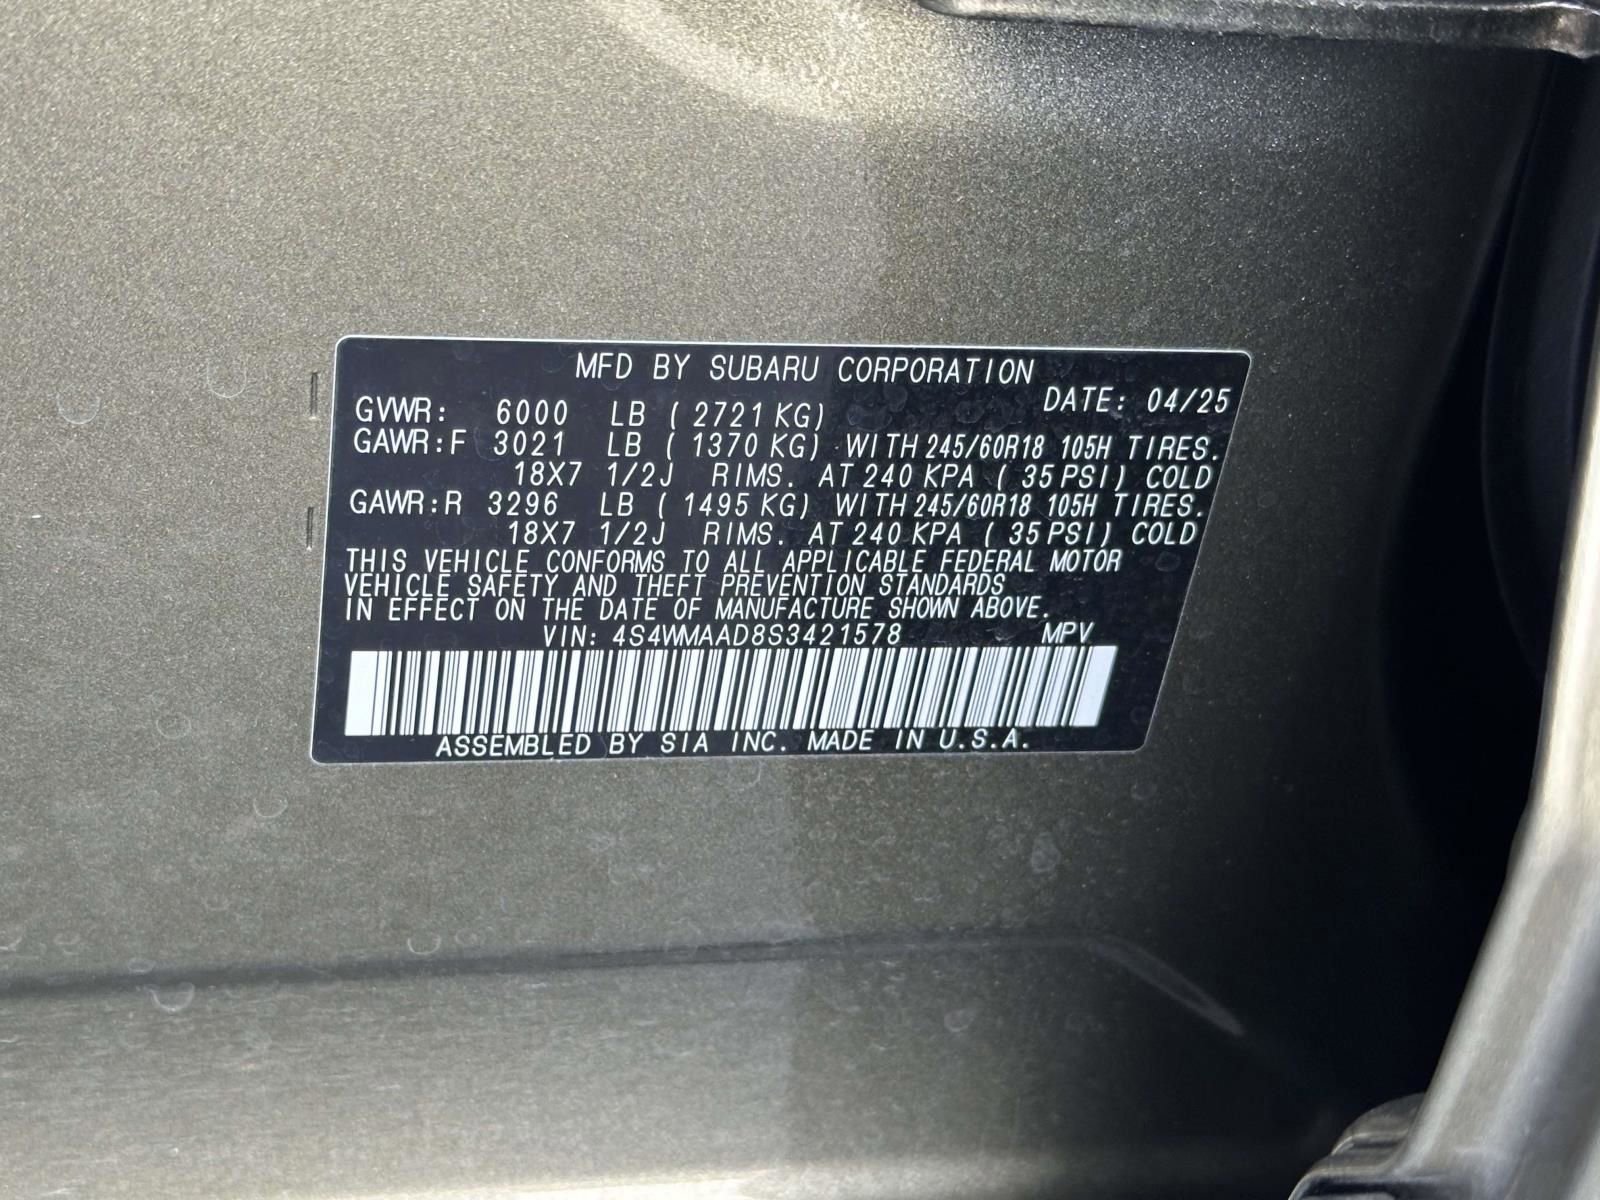 MFD BY SUBARU CORPORATION
DATE: 04/25
GVWR: 6000 LB ( 2721 KG)
GAWR:F 3021 LB ( 1370 KG) WITH 245/60R18 105H TIRES.
18X7 1/2J RIMS. AT 240 KPA ( 35 PSI) COLD
GAWR:R 3296 LB ( 1495 KG) WITH 245/60R18 105H TIRES.
18X7 1/2J RIMS. AT 240 KPA ( 35 PSI) COLD
THIS VEHICLE CONFORMS TO ALL APPLICABLE FEDERAL MOTOR
VEHICLE SAFETY AND THEFT PREVENTION STANDARDS
IN EFFECT ON THE DATE OF MANUFACTURE SHOWN ABOVE.
VIN: 4S4WMAAD8S3421578 MPV
ASSEMBLED BY SIA INC. MADE IN U.S.A.